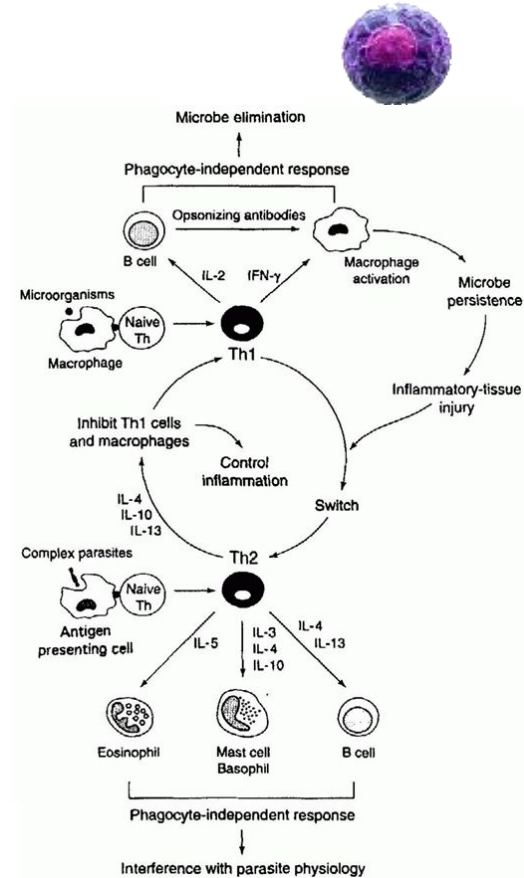 Microbe elimination
Phagocyte-independent response
Opsonizing antibodies
B cell
Macrophage
activation
IL-2
IFN-γ
Microbe
persistence
Microorganisms
Naive
Th
Macrophage
Th1
Inflammatory-tissue
injury
Inhibit Th1 cells
and macrophages
Control
inflammation
Switch
IL-4
IL-10
IL-13
Th2
Complex parasites
Naive
Th
Antigen
presenting cell
IL-5
IL-3
IL-4
IL-10
IL-4
IL-13
Eosinophil
Mast cell
Basophil
B cell
Phagocyte-independent response
Interference with parasite physiology